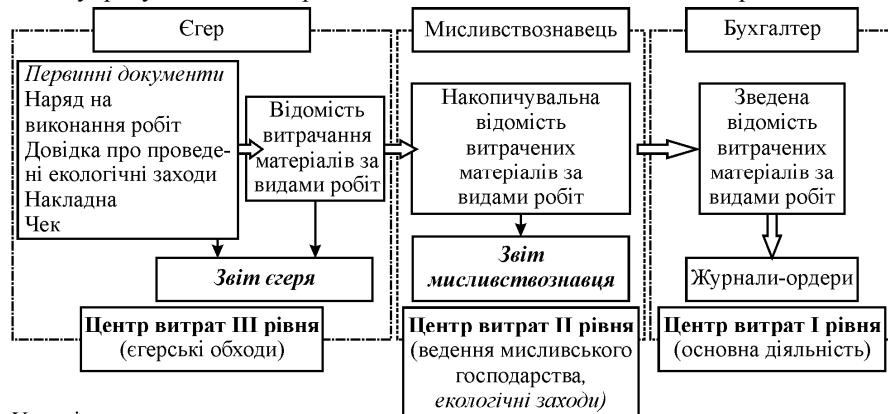 Єгер
Мисливствознавець
Бухгалтер
Первинні документи
Наряд на
виконання робіт
Довідка про проведе-
ні екологічні заходи
Накладна
Чек
Відомість
витрачання
матеріалів за
видами робіт
Накопичувальна
відомість
витрачених
матеріалів за
видами робіт
Зведена
відомість
витрачених
матеріалів за
видами робіт
Звіт єгеря
Звіт
мисливствознавця
Журнали-ордери
Центр витрат ІІІ рівня
(єгерські обходи)
Центр витрат ІІ рівня
(ведення мисливського
господарства,
екологічні заходи)
Центр витрат І рівня
(основна діяльність)